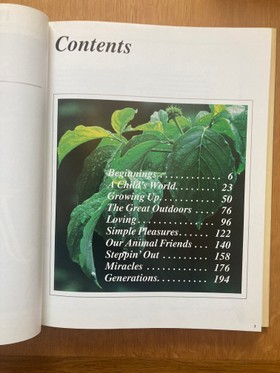 Contents
Beginnings . . . . . . . . . . 6
A Child's World. . . . . . . 23
Growing Up. . . . . . . . . 50
The Great Outdoors . . . . 76
Loving . . . . . . . . . . . . . 96
Simple Pleasures . . . . . . 122
Our Animal Friends . . . 140
Steppin' Out . . . . . . . . 158
Miracles . . . . . . . . . . . 176
Generations. . . . . . . . . . 194